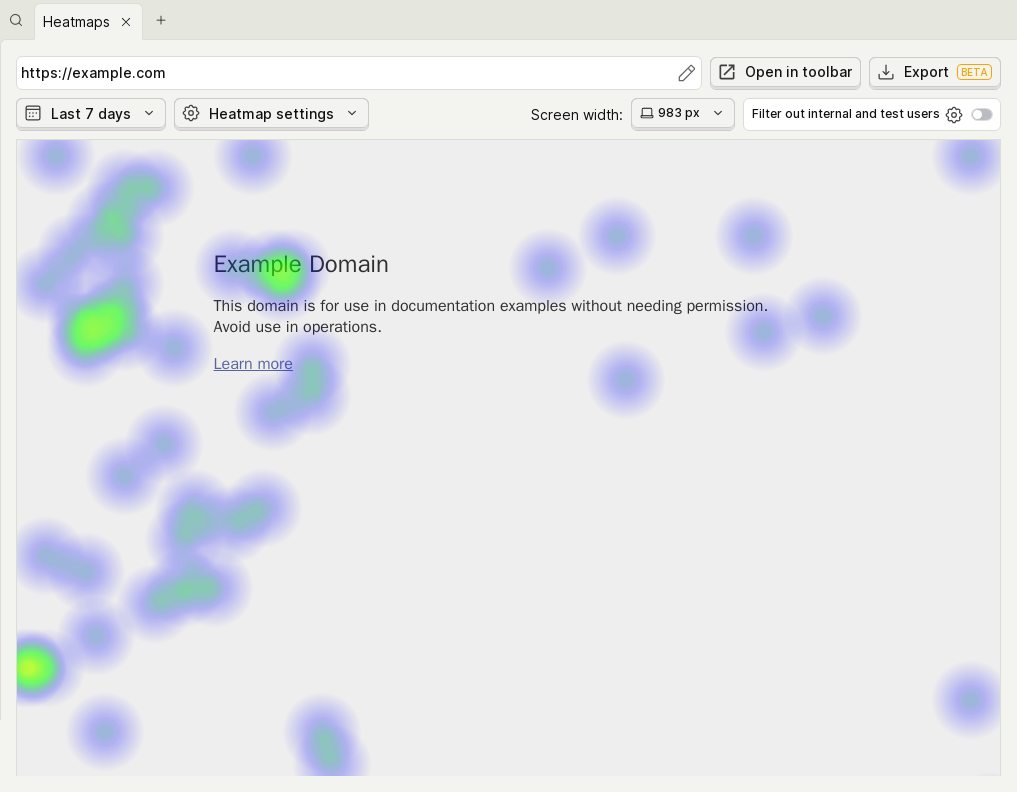 Heatmaps
https://example.com
Open in toolbar
Export BETA
Last 7 days
Heatmap settings
Screen width: 983 px
Filter out internal and test users
Example Domain
This domain is for use in documentation examples without needing permission.
Avoid use in operations.
Learn more